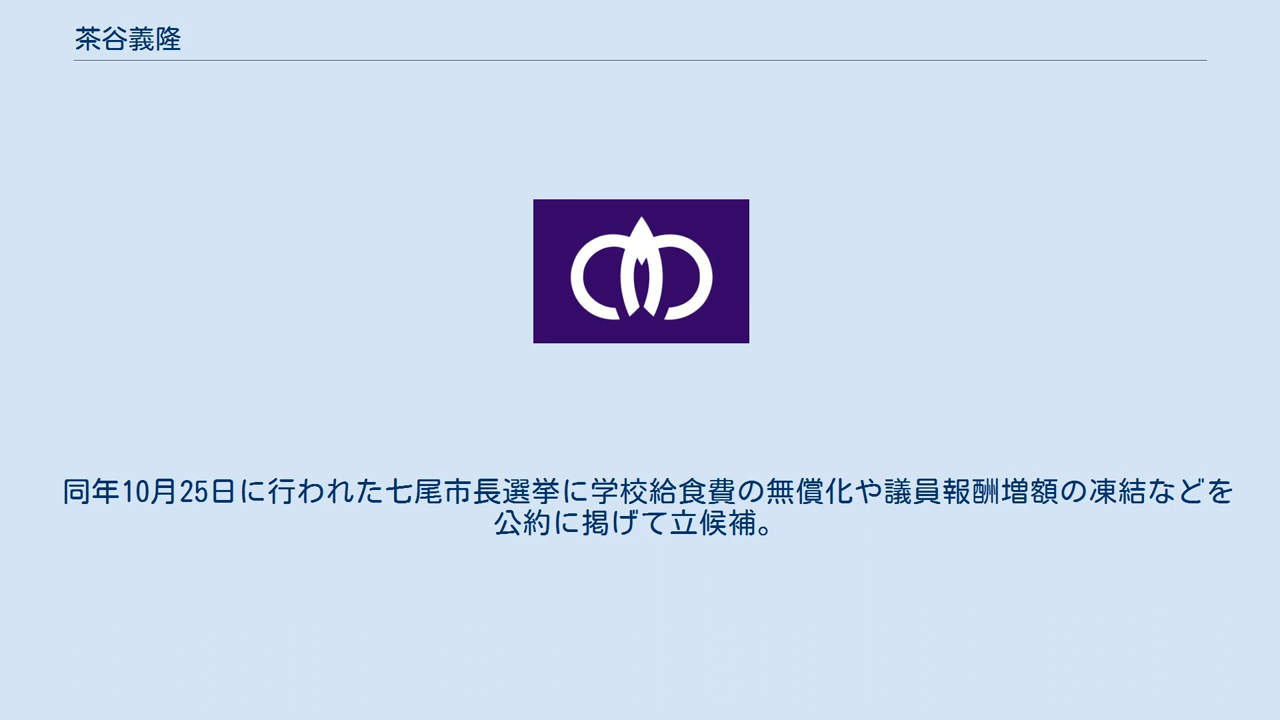 茶谷義隆
同年10月25日に行われた七尾市長選挙に学校給食費の無償化や議員報酬増額の凍結などを
公約に掲げて立候補。